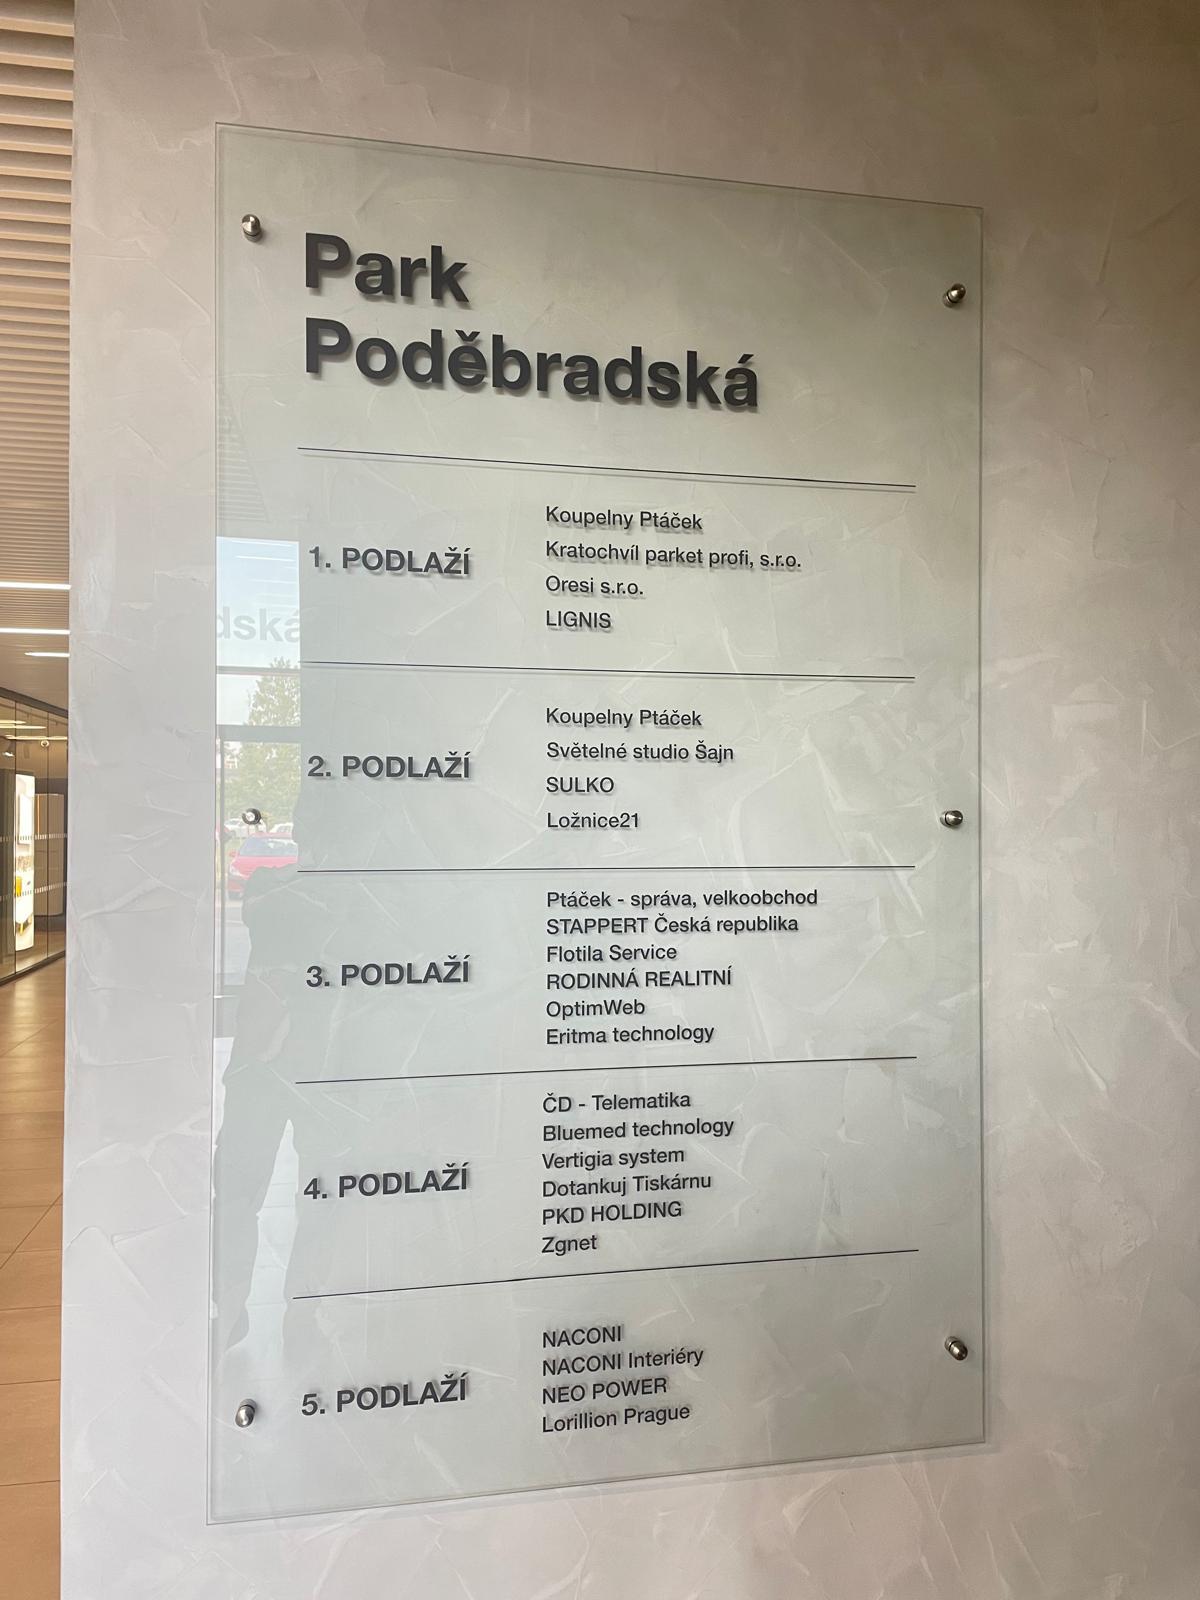 Park
Poděbradská
1. PODLAŽÍ
Koupelny Ptáček
Kratochvíl parket profi, s.r.o.
Oresi s.r.o.
LIGNIS
2. PODLAŽÍ
Koupelny Ptáček
Světelné studio Šajn
SULKO
Ložnice21
3. PODLAŽÍ
Ptáček - správa, velkoobchod
STAPPERT Česká republika
Flotila Service
RODINNÁ REALITNÍ
OptimWeb
Eritma technology
4. PODLAŽÍ
ČD - Telematika
Bluemed technology
Vertigia system
Dotankuj Tiskárnu
PKD HOLDING
Zgnet
5. PODLAŽÍ
NACONI
NACONI Interiéry
NEO POWER
Lorillion Prague
dská